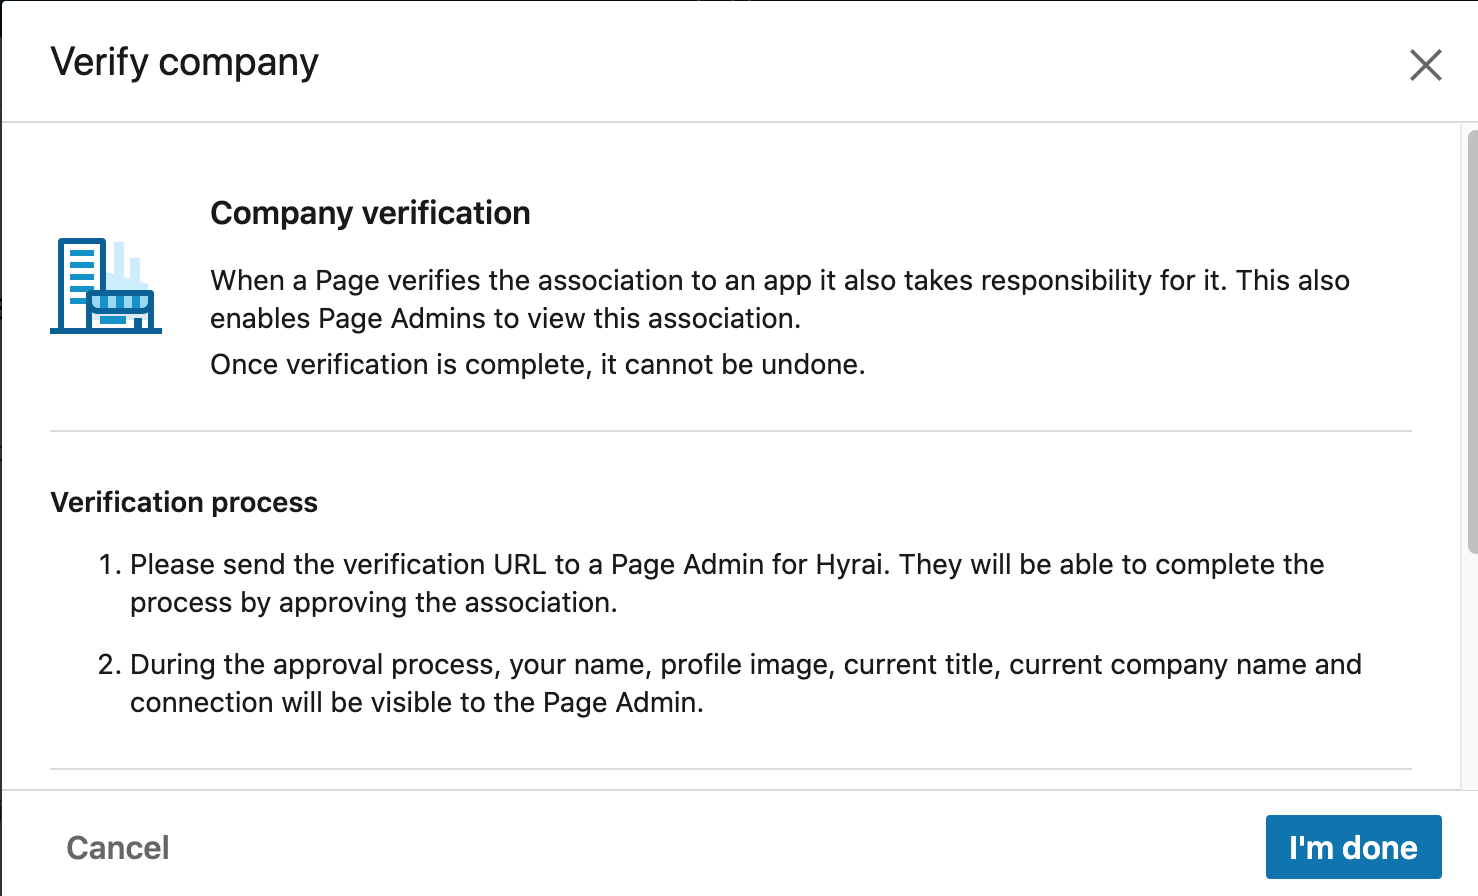 Verify company
Company verification
When a Page verifies the association to an app it also takes responsibility for it. This also
enables Page Admins to view this association.
Once verification is complete, it cannot be undone.
Verification process
1. Please send the verification URL to a Page Admin for Hyrai. They will be able to complete the
process by approving the association.
2. During the approval process, your name, profile image, current title, current company name and
connection will be visible to the Page Admin.
Cancel
I'm done